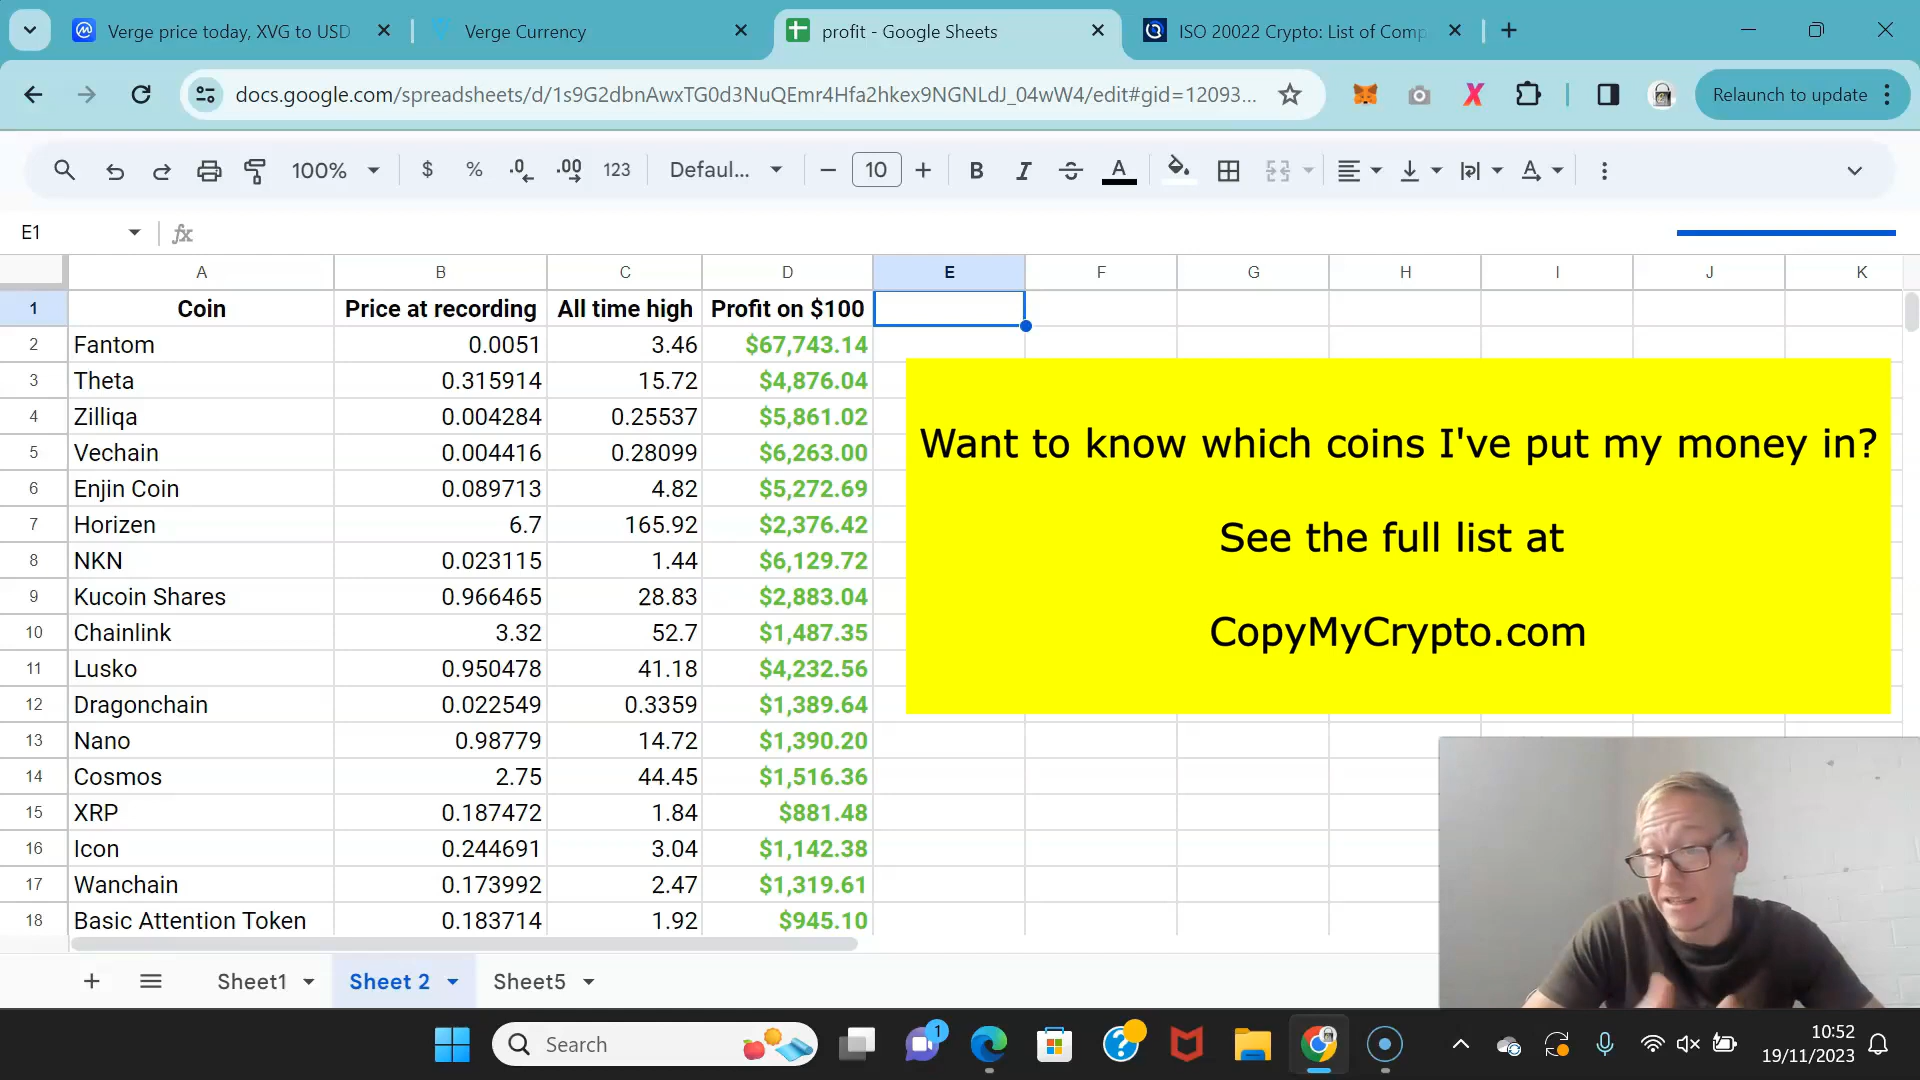 Verge price today, XVG to USD
Verge Currency
profit - Google Sheets
ISO 20022 Crypto: List of Comp
docs.google.com/spreadsheets/d/1s9G2dbnAwxTG0d3NuQEmr4Hfa2hkex9NGNLdJ_04wW4/edit#gid=12093...
Relaunch to update
100% $ % .0 .00 123 Defaul... 10 B I A
E1 fx
A B C D E F G H I J K
1 Coin Price at recording All time high Profit on $100
2 Fantom 0.0051 3.46 $67,743.14
3 Theta 0.315914 15.72 $4,876.04
4 Zilliqa 0.004284 0.25537 $5,861.02
5 Vechain 0.004416 0.28099 $6,263.00
6 Enjin Coin 0.089713 4.82 $5,272.69
7 Horizen 6.7 165.92 $2,376.42
8 NKN 0.023115 1.44 $6,129.72
9 Kucoin Shares 0.966465 28.83 $2,883.04
10 Chainlink 3.32 52.7 $1,487.35
11 Lusko 0.950478 41.18 $4,232.56
12 Dragonchain 0.022549 0.3359 $1,389.64
13 Nano 0.98779 14.72 $1,390.20
14 Cosmos 2.75 44.45 $1,516.36
15 XRP 0.187472 1.84 $881.48
16 Icon 0.244691 3.04 $1,142.38
17 Wanchain 0.173992 2.47 $1,319.61
18 Basic Attention Token 0.183714 1.92 $945.10
Want to know which coins I've put my money in?
See the full list at
CopyMyCrypto.com
Sheet1 Sheet 2 Sheet5
Search
1
10:52
19/11/2023